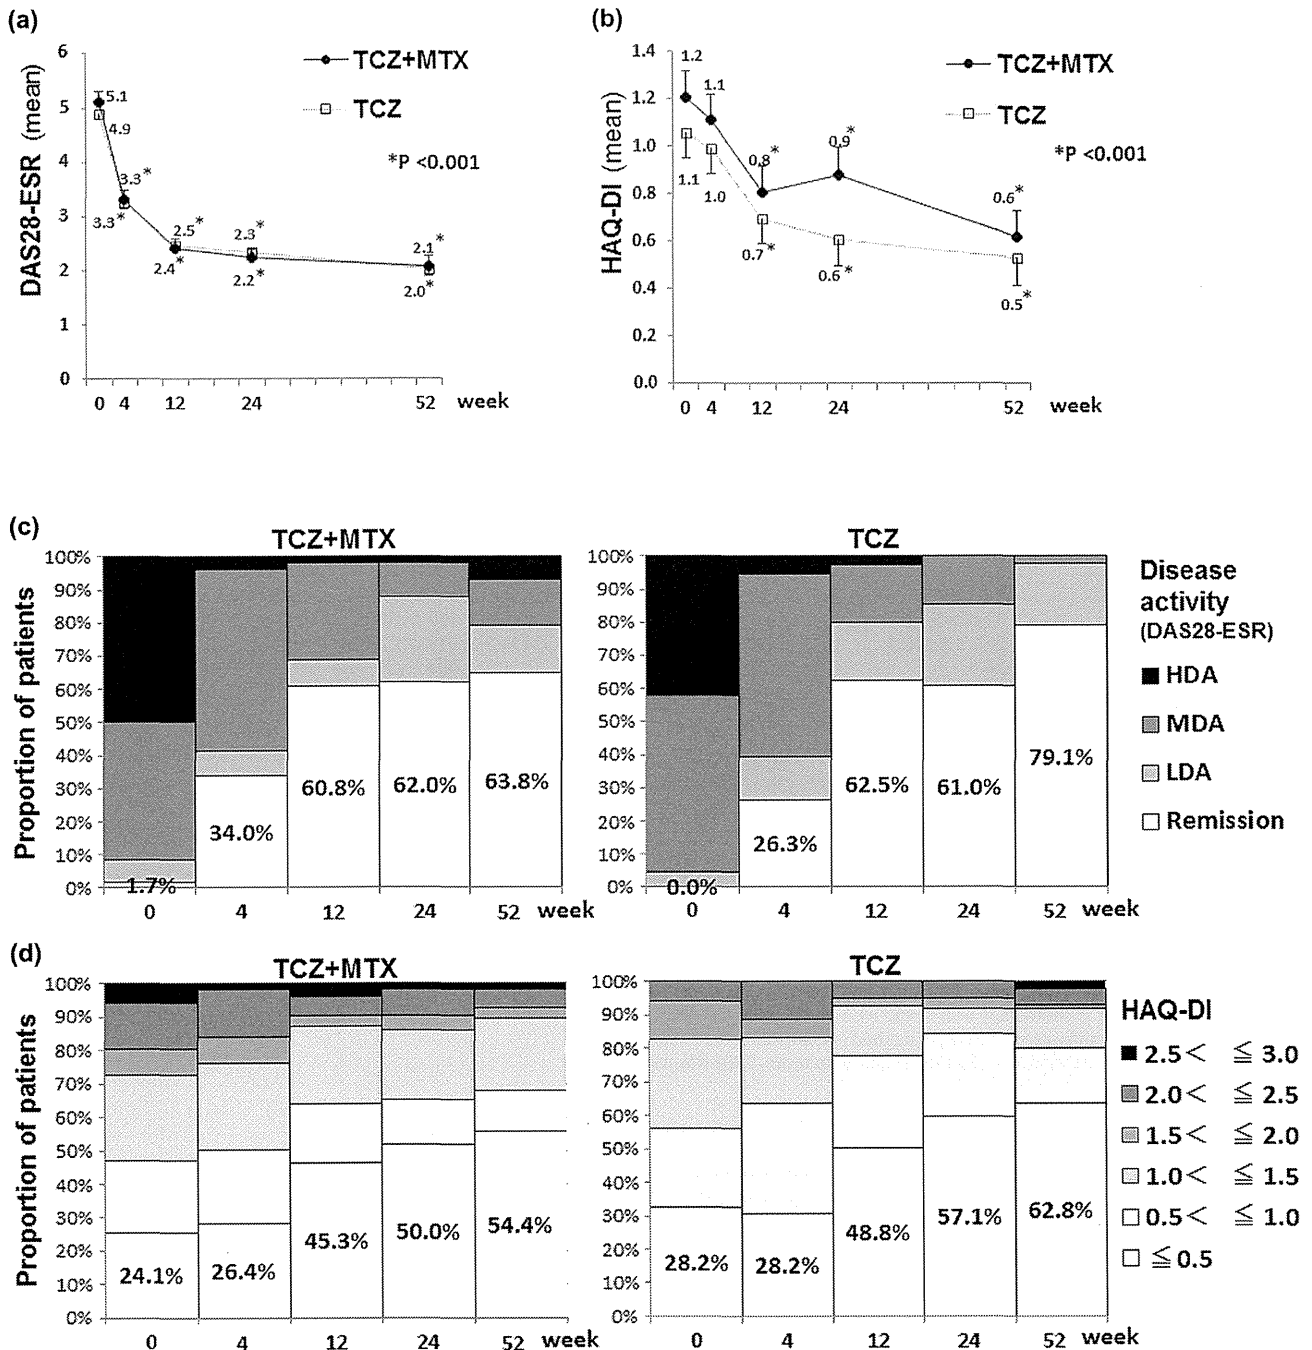 (a)
DAS28-ESR (mean)
6
5
4
3
2
1
0
TCZ+MTX
TCZ
*P <0.001
5.1
4.9
3.3*
3.3*
2.5*
2.4*
2.3*
2.2*
2.1*
2.0*
0 4 12 24 52 week
(b)
HAQ-DI (mean)
1.4
1.2
1.0
0.8
0.6
0.4
0.2
0.0
TCZ+MTX
TCZ
*P <0.001
1.2
1.1
1.1
1.0
0.8*
0.7*
0.9*
0.6*
0.6*
0.5*
0 4 12 24 52 week
(c)
Proportion of patients
TCZ+MTX
100%
90%
80%
70%
60%
50%
40%
30%
20%
10%
0%
1.7%
34.0%
60.8%
62.0%
63.8%
0 4 12 24 52 week
TCZ
100%
90%
80%
70%
60%
50%
40%
30%
20%
10%
0%
0.0%
26.3%
62.5%
61.0%
79.1%
0 4 12 24 52 week
Disease
activity
(DAS28-ESR)
HDA
MDA
LDA
Remission
(d)
Proportion of patients
TCZ+MTX
100%
90%
80%
70%
60%
50%
40%
30%
20%
10%
0%
24.1%
26.4%
45.3%
50.0%
54.4%
0 4 12 24 52 week
TCZ
100%
90%
80%
70%
60%
50%
40%
30%
20%
10%
0%
28.2%
28.2%
48.8%
57.1%
62.8%
0 4 12 24 52 week
HAQ-DI
2.5< ≦ 3.0
2.0< ≦ 2.5
1.5< ≦ 2.0
1.0< ≦ 1.5
0.5< ≦ 1.0
≦ 0.5